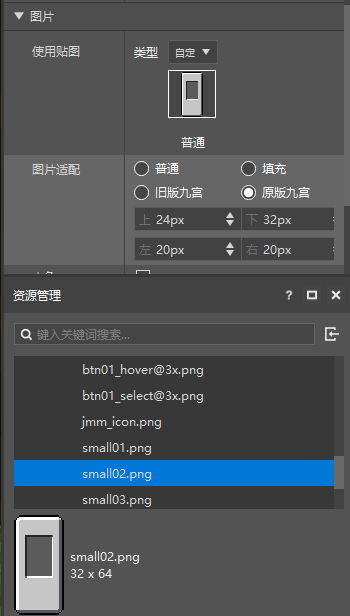 图片
使用贴图
类型 自定
普通
图片适配
普通 填充
旧版九宫 原版九宫
上 24px 下 32px
左 20px 右 20px
资源管理 ?
键入关键词搜索...
btn01_hover@3x.png
btn01_select@3x.png
jmm_icon.png
small01.png
small02.png
small03.png
small02.png
32 x 64